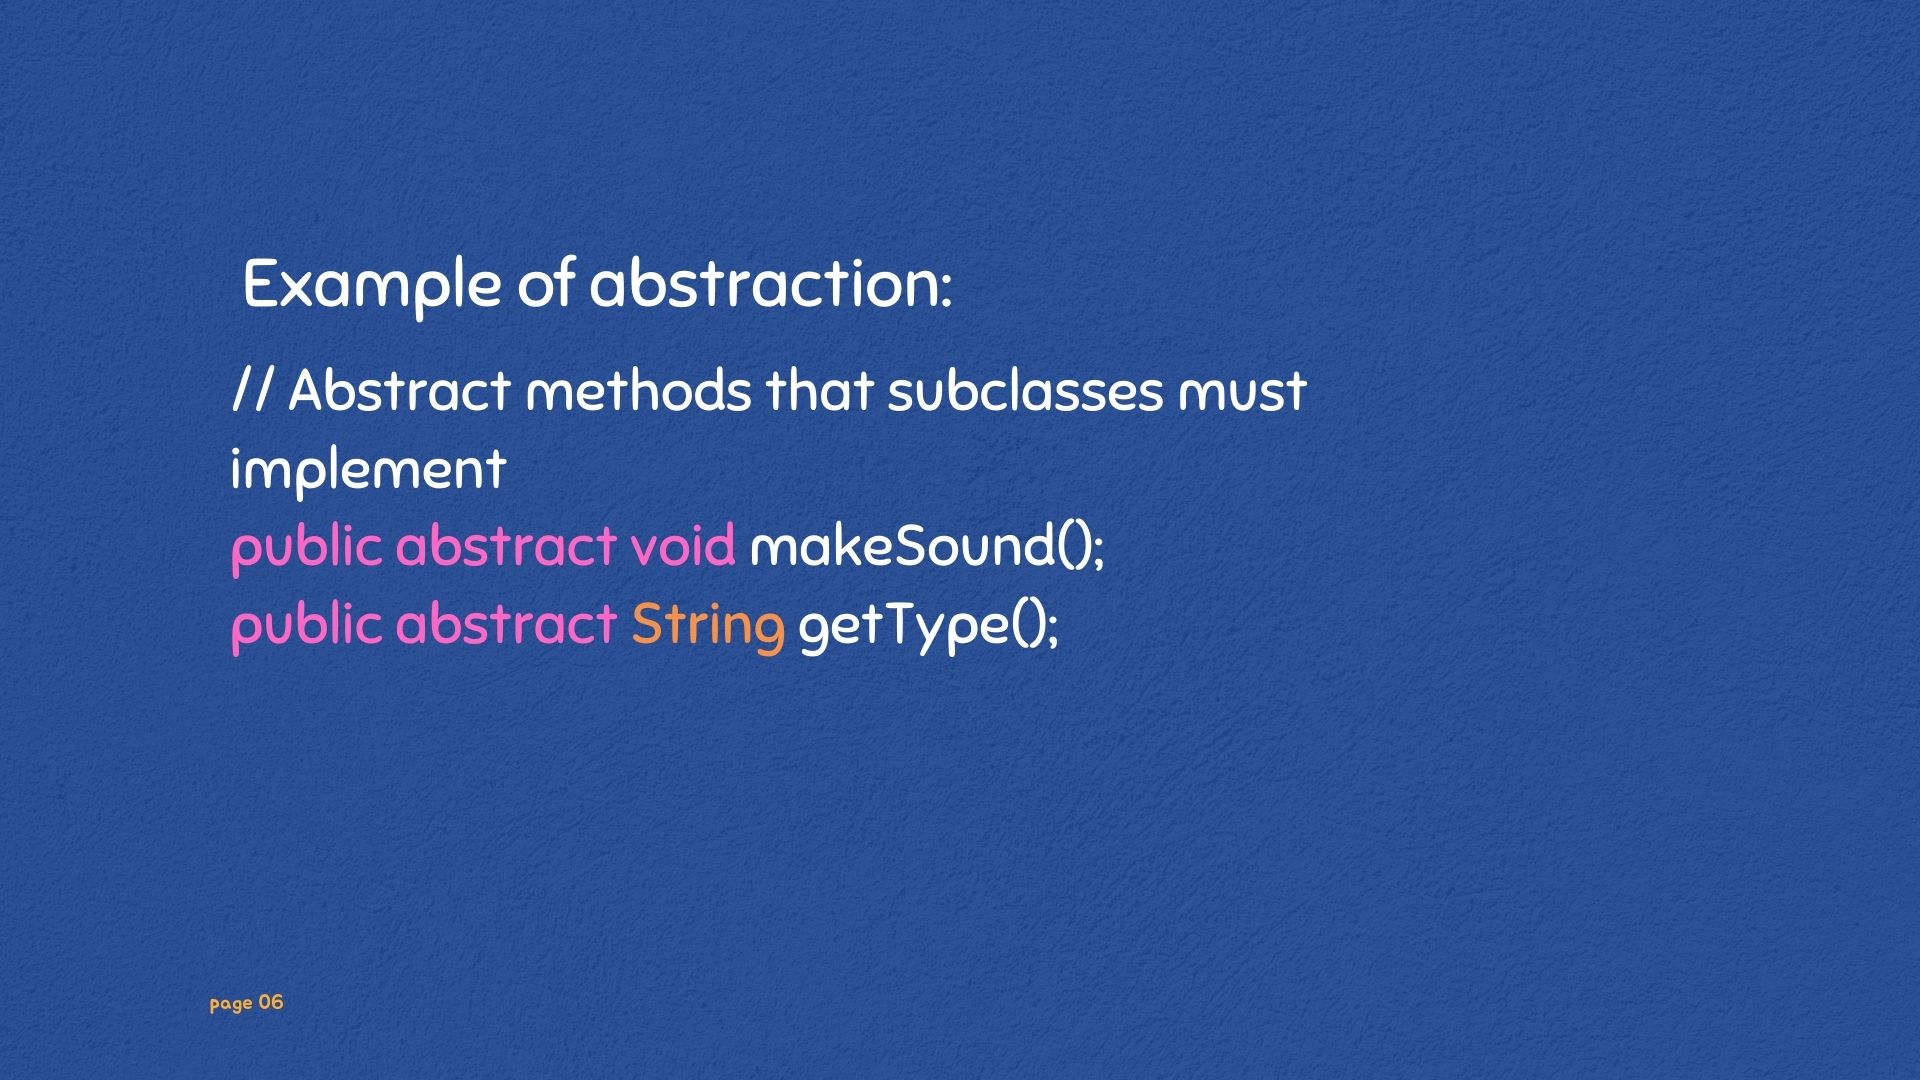 Example of abstraction:
// Abstract methods that subclasses must
implement
public abstract void makeSound();
public abstract String getType();
page 06